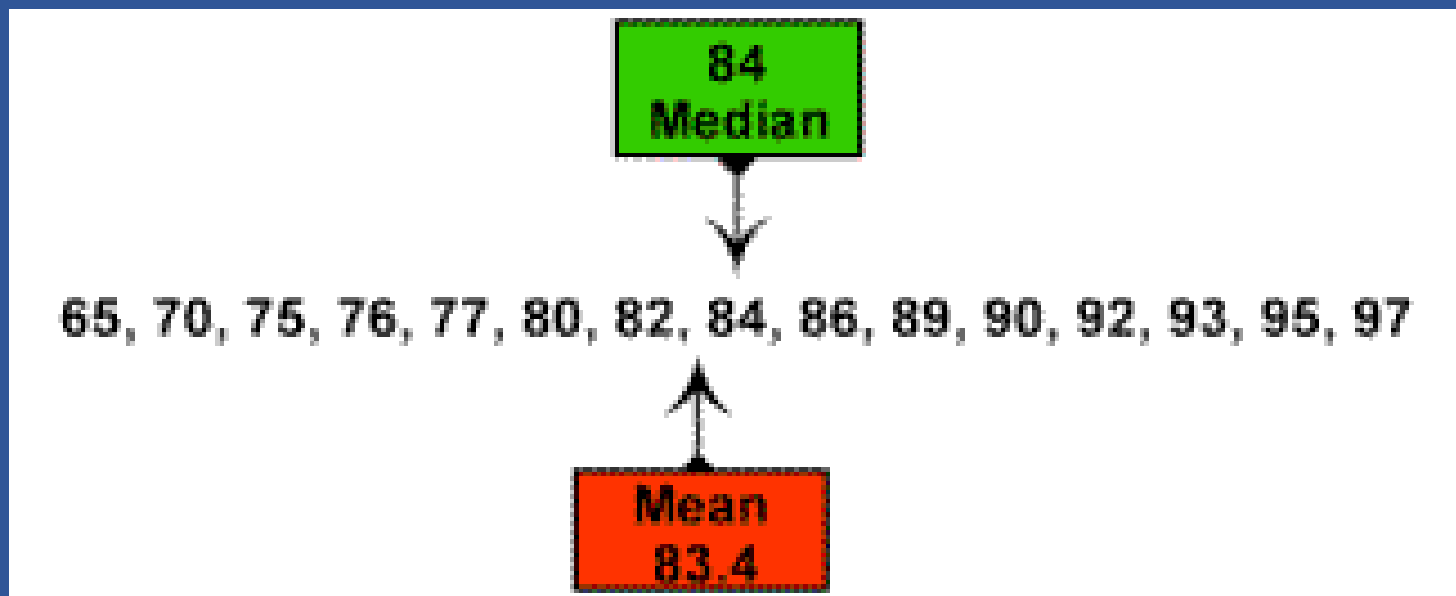 84
Median
65, 70, 75, 76, 77, 80, 82, 84, 86, 89, 90, 92, 93, 95, 97
Mean
83.4